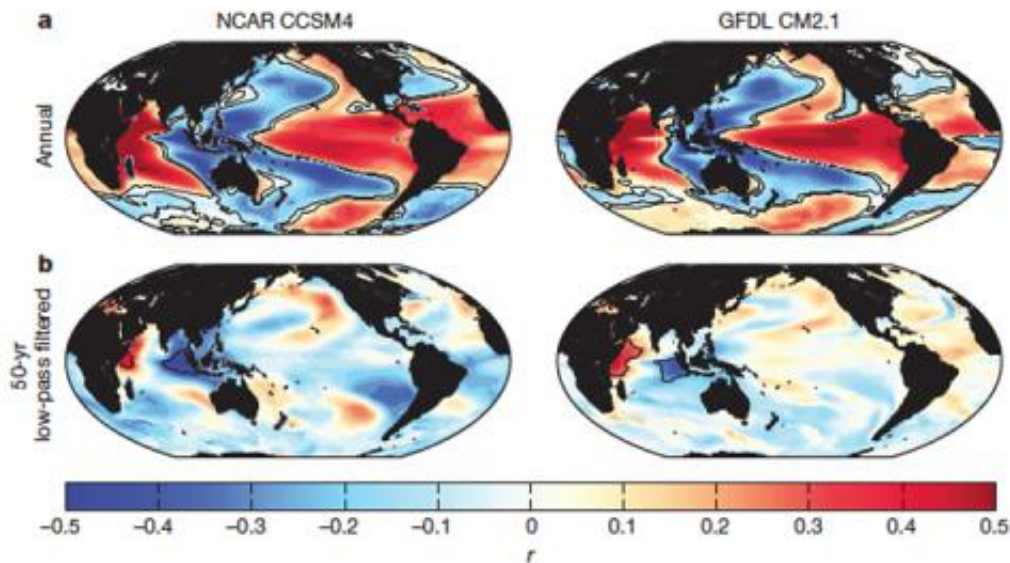 a
NCAR CCSM4
GFDL CM2.1
Annual
b
50-yr
low-pass filtered
−0.5 −0.4 −0.3 −0.2 −0.1 0 0.1 0.2 0.3 0.4 0.5
r